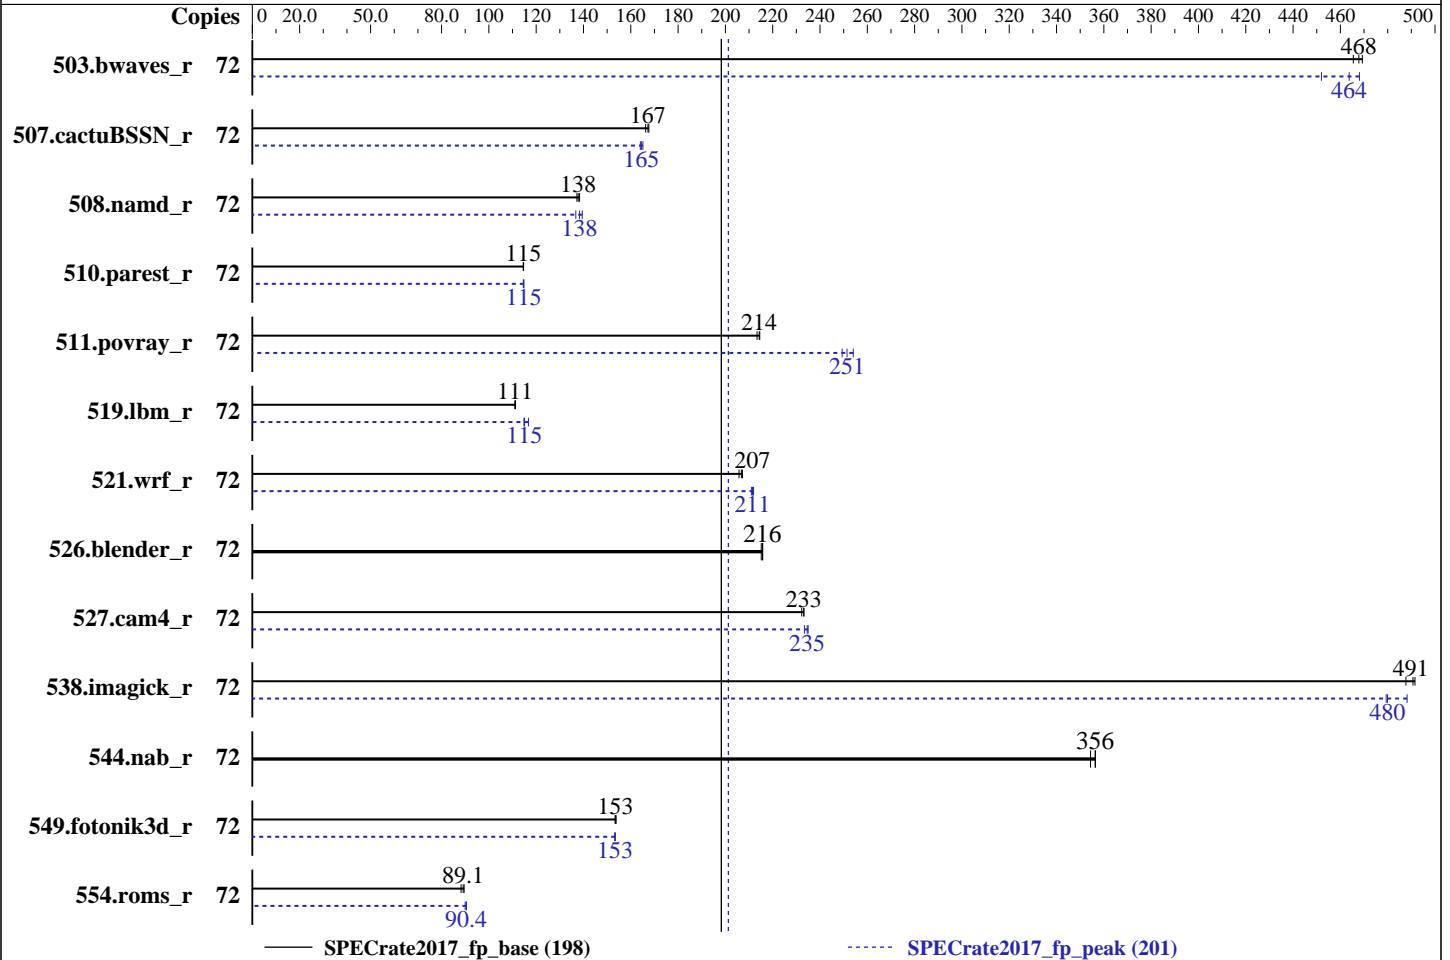 Copies 0 20.0 50.0 80.0 100 120 140 160 180 200 220 240 260 280 300 320 340 360 380 400 420 440 460 500
503.bwaves_r 72 468
464
507.cactuBSSN_r 72 167
165
508.namd_r 72 138
138
510.parest_r 72 115
115
511.povray_r 72 214
251
519.lbm_r 72 111
115
521.wrf_r 72 207
211
526.blender_r 72 216
527.cam4_r 72 233
235
538.imagick_r 72 491
480
544.nab_r 72 356
549.fotonik3d_r 72 153
153
554.roms_r 72 89.1
90.4
SPECrate2017_fp_base (198) SPECrate2017_fp_peak (201)